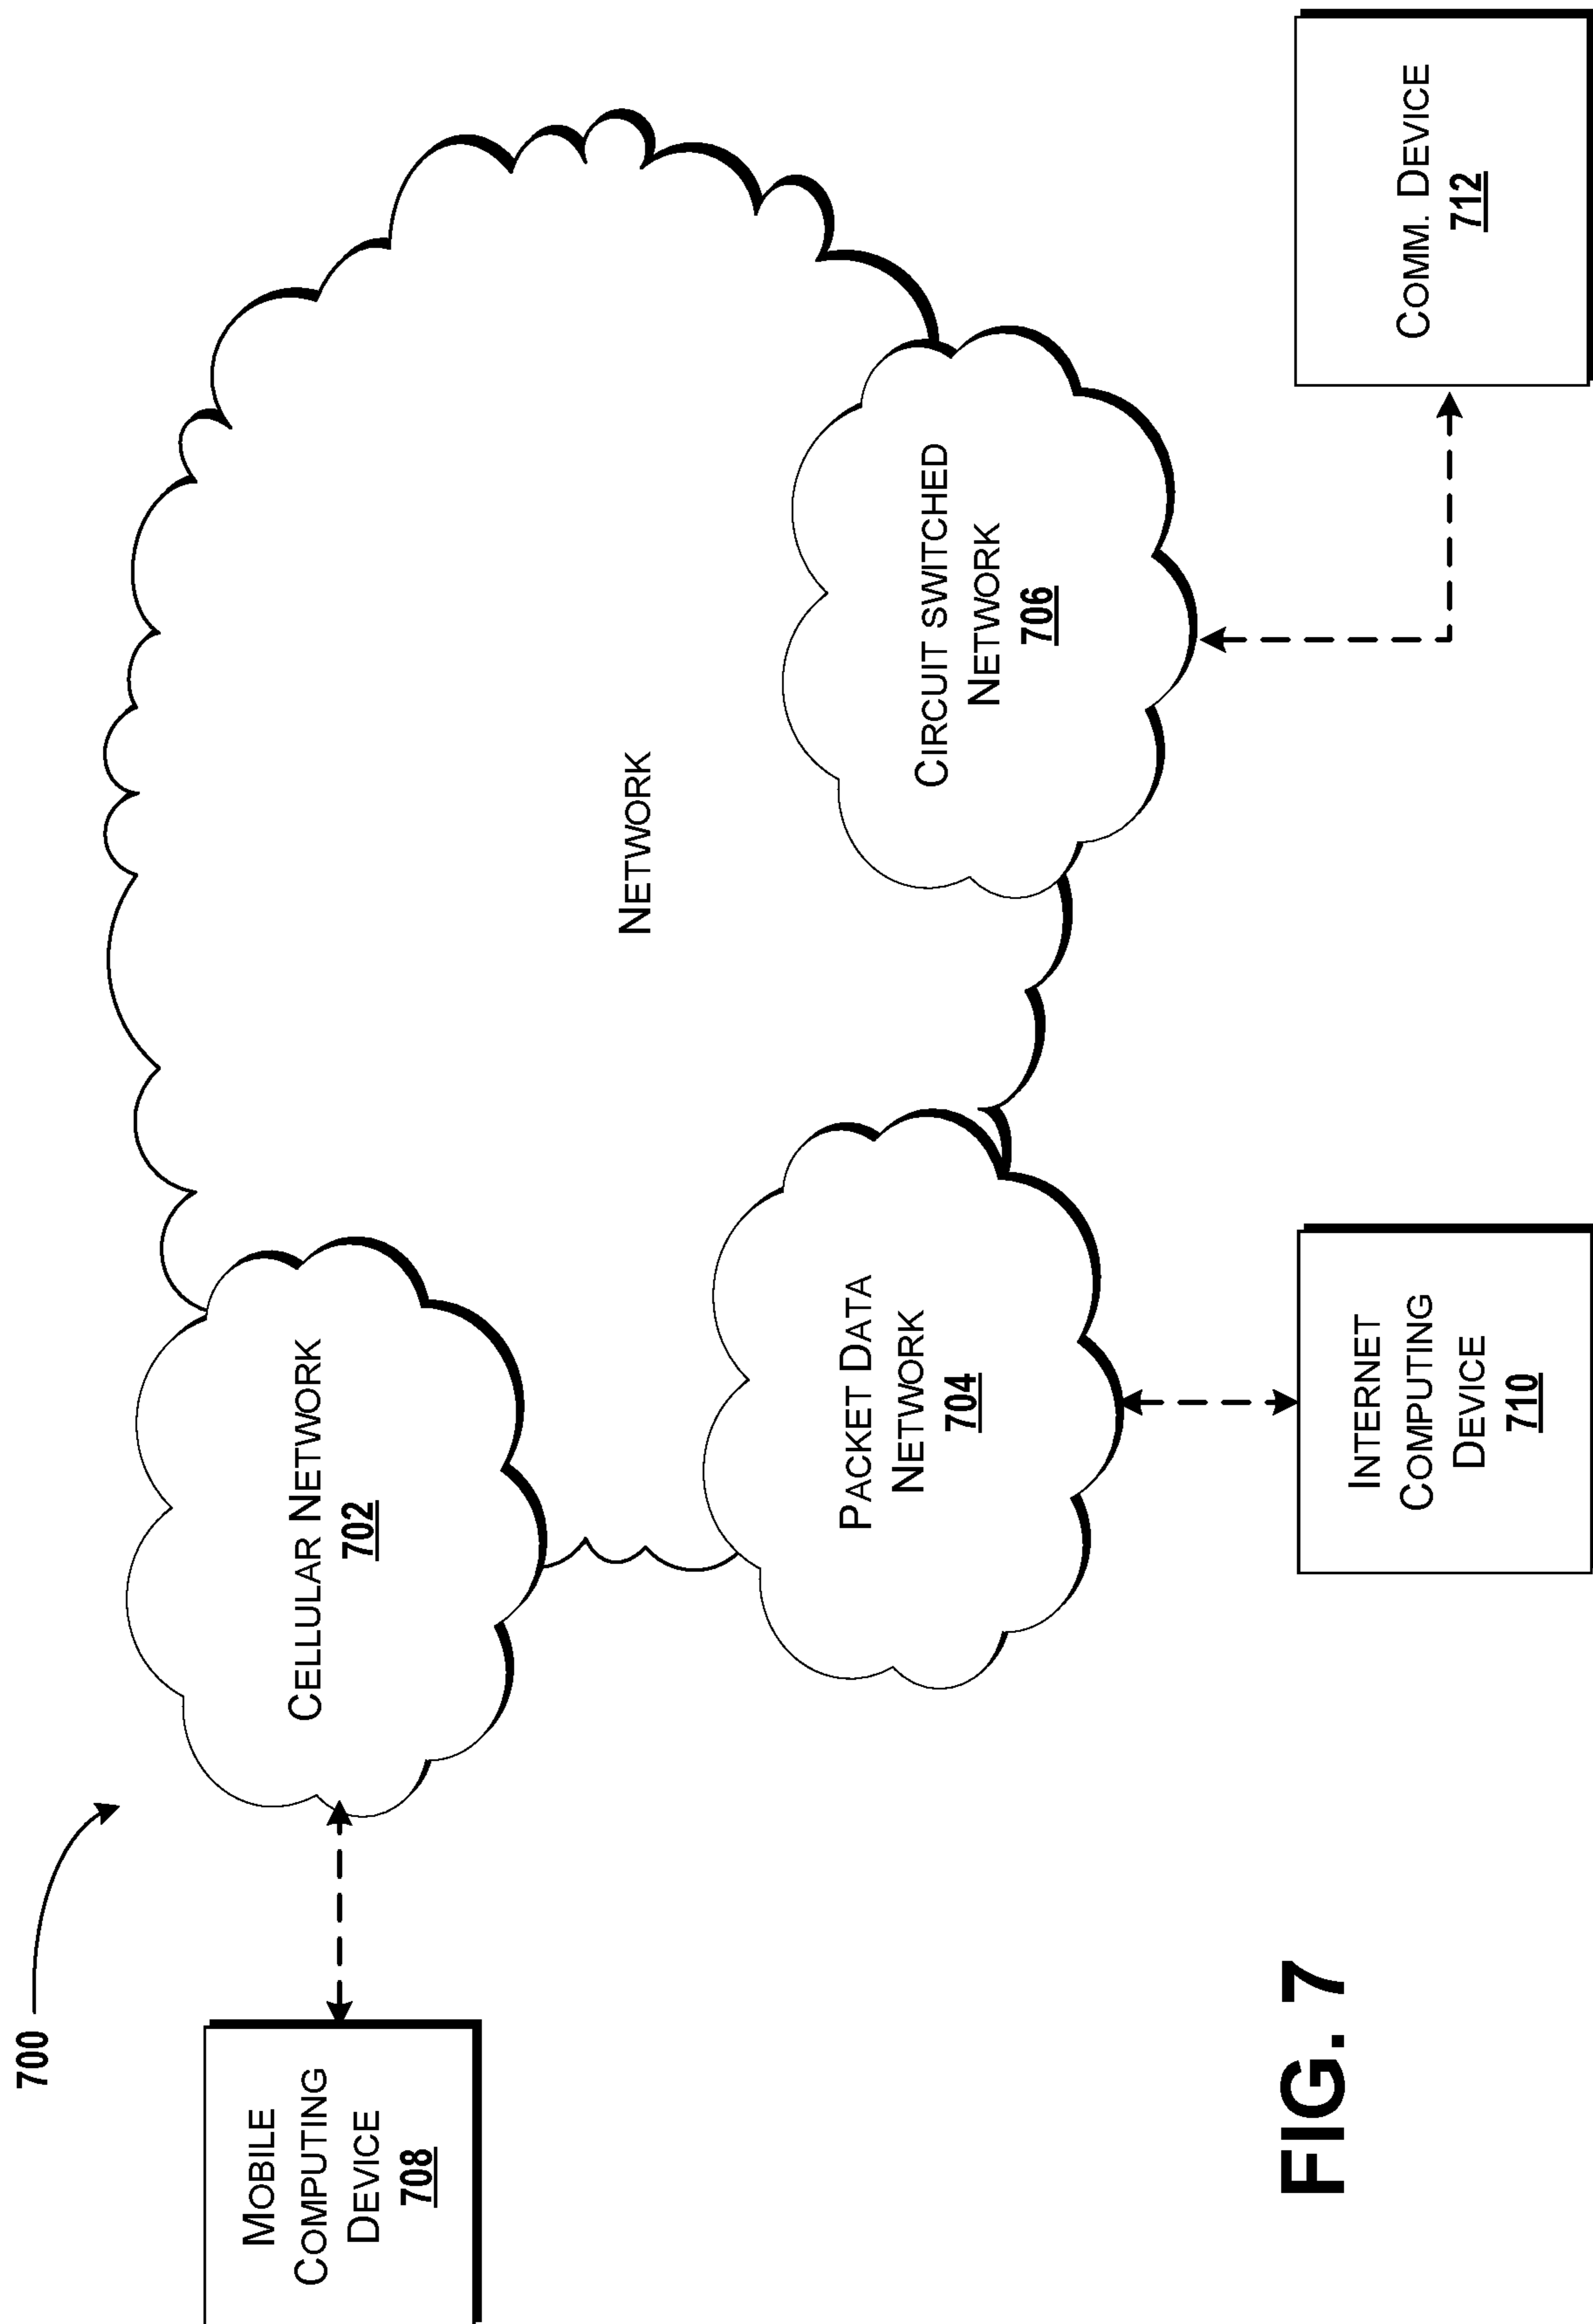 700
MOBILE
COMPUTING
DEVICE
708
CELLULAR NETWORK
702
NETWORK
PACKET DATA
NETWORK
704
CIRCUIT SWITCHED
NETWORK
706
INTERNET
COMPUTING
DEVICE
710
COMM. DEVICE
712
FIG. 7